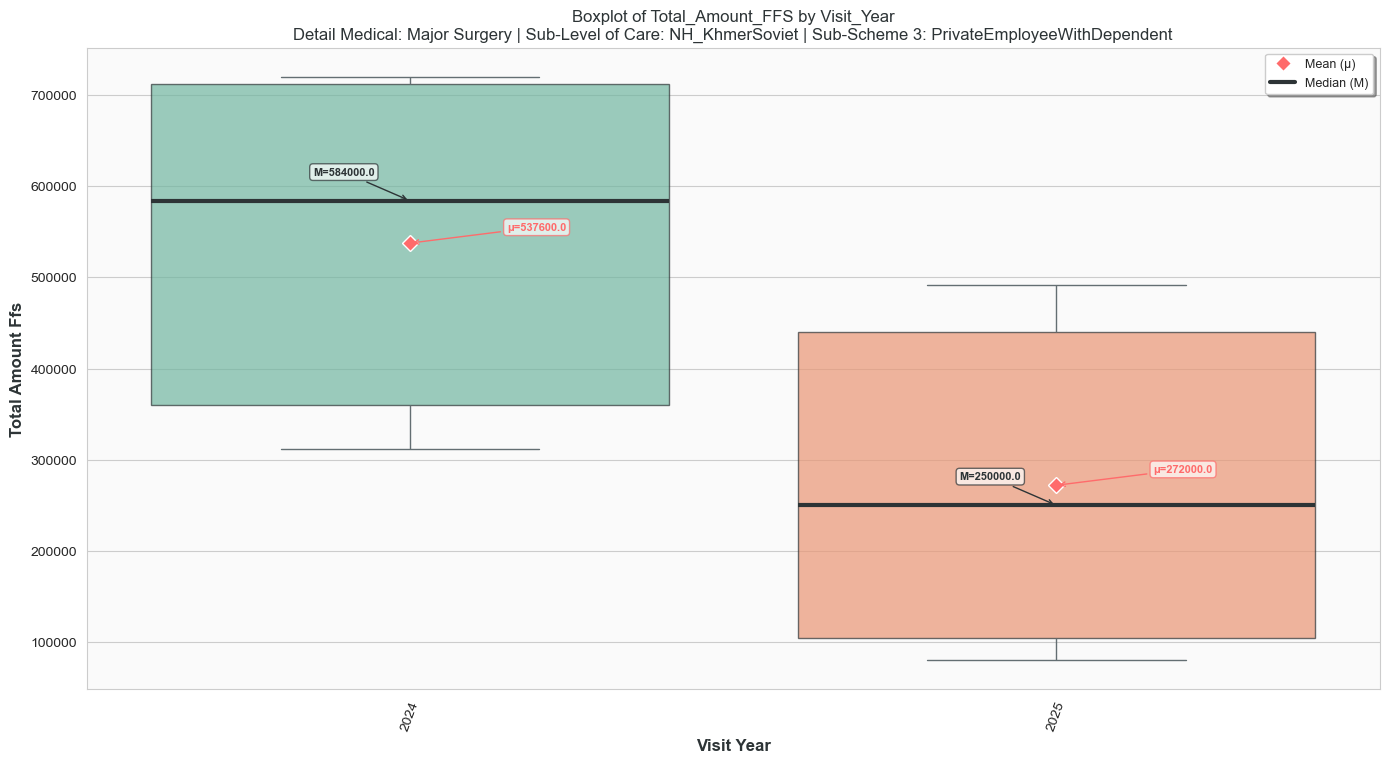 Boxplot of Total_Amount_FFS by Visit_Year
Detail Medical: Major Surgery | Sub-Level of Care: NH_KhmerSoviet | Sub-Scheme 3: PrivateEmployeeWithDependent
Mean (μ)
Median (M)
Total Amount Ffs
700000
600000
500000
400000
300000
200000
100000
M=584000.0
μ=537600.0
M=250000.0
μ=272000.0
2024
2025
Visit Year